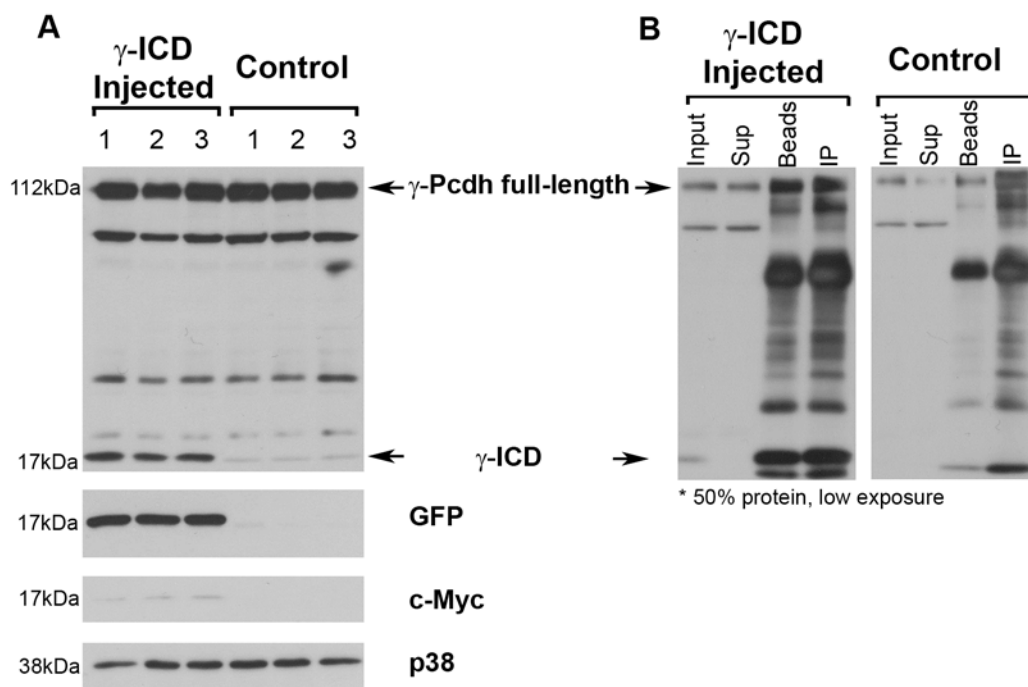 A
γ-ICD
Injected
Control
1 2 3 1 2 3
112kDa
γ-Pcdh full-length
17kDa
γ-ICD
17kDa
GFP
17kDa
c-Myc
38kDa
p38
B
γ-ICD
Injected
Control
Input Sup Beads IP Input Sup Beads IP
* 50% protein, low exposure